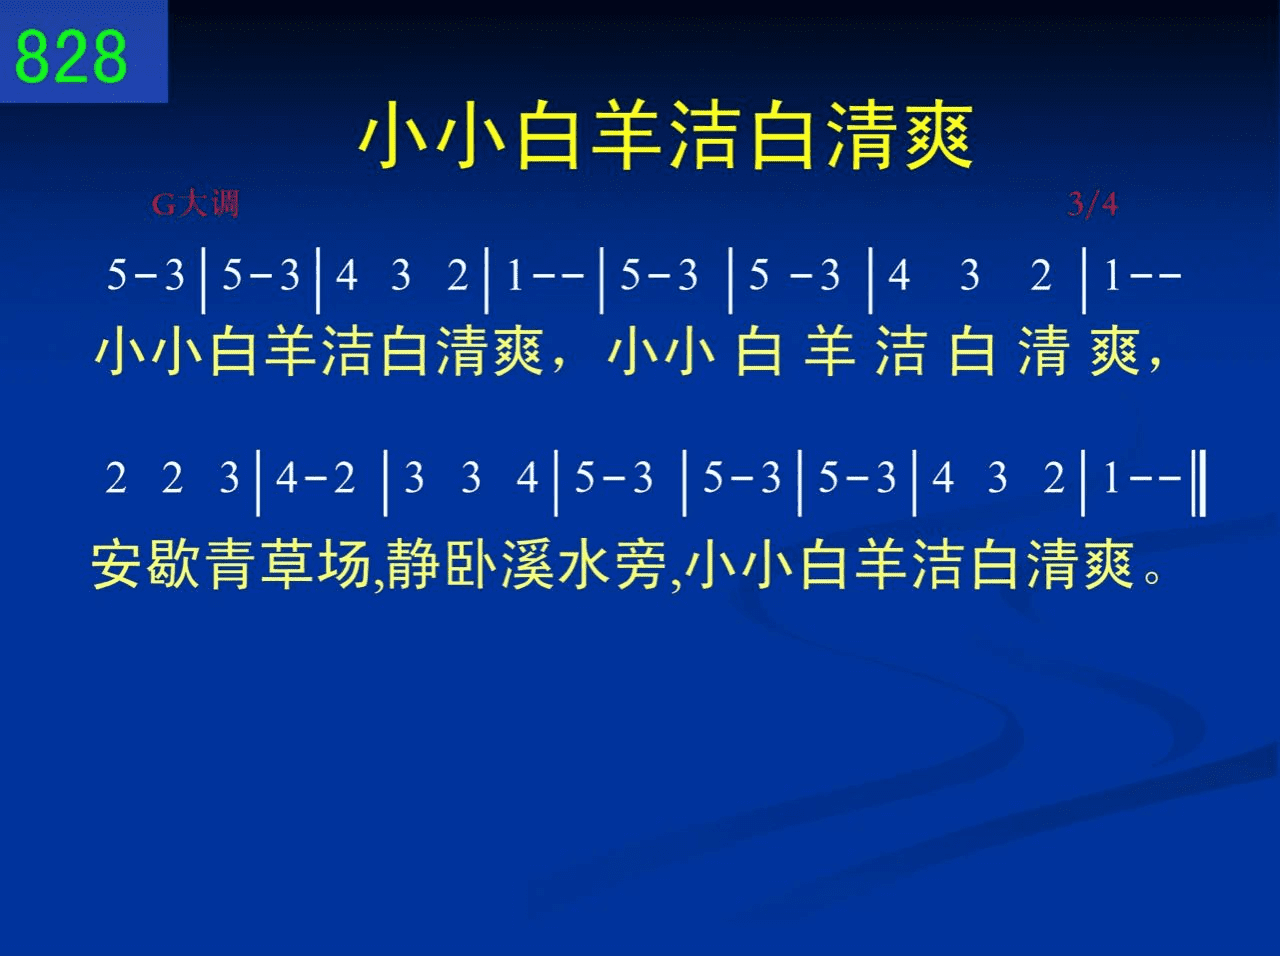 828
小小白羊洁白清爽
G大调 3/4
5-3|5-3|4 3 2|1--|5-3|5-3|4 3 2|1--
小小白羊洁白清爽，小小白羊洁白清爽，
2 2 3|4-2|3 3 4|5-3|5-3|5-3|4 3 2|1--‖
安歇青草场,静卧溪水旁,小小白羊洁白清爽。